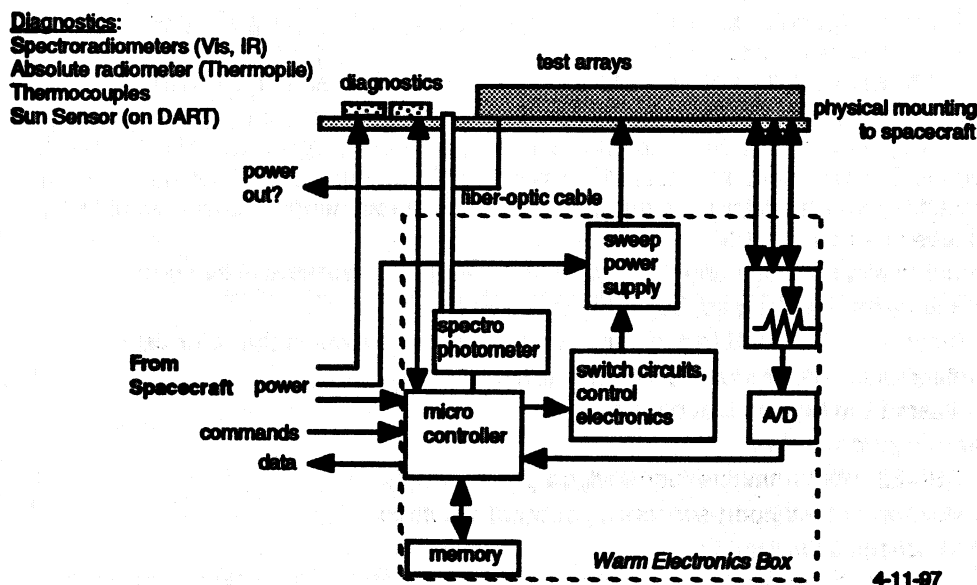 Diagnostics:
Spectroradiometers (Vis, IR)
Absolute radiometer (Thermopile)
Thermocouples
Sun Sensor (on DART)
diagnostics
test arrays
physical mounting
to spacecraft
power
out?
fiber-optic cable
sweep
power
supply
spectro
photometer
From
Spacecraft
power
switch circuits,
control
electronics
micro
controller
A/D
commands
data
memory
Warm Electronics Box
4-11-97